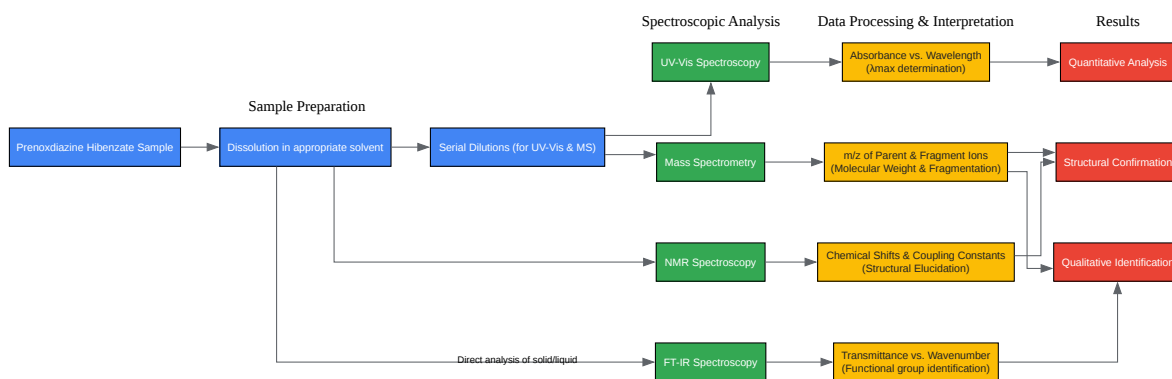 Spectroscopic Analysis
Data Processing & Interpretation
Results
UV-Vis Spectroscopy
Absorbance vs. Wavelength
(λmax determination)
Quantitative Analysis
Sample Preparation
Prenoxdiazine Hibenzate Sample
Dissolution in appropriate solvent
Serial Dilutions (for UV-Vis & MS)
Mass Spectrometry
m/z of Parent & Fragment Ions
(Molecular Weight & Fragmentation)
Structural Confirmation
NMR Spectroscopy
Chemical Shifts & Coupling Constants
(Structural Elucidation)
Qualitative Identification
Direct analysis of solid/liquid
FT-IR Spectroscopy
Transmittance vs. Wavenumber
(Functional group identification)